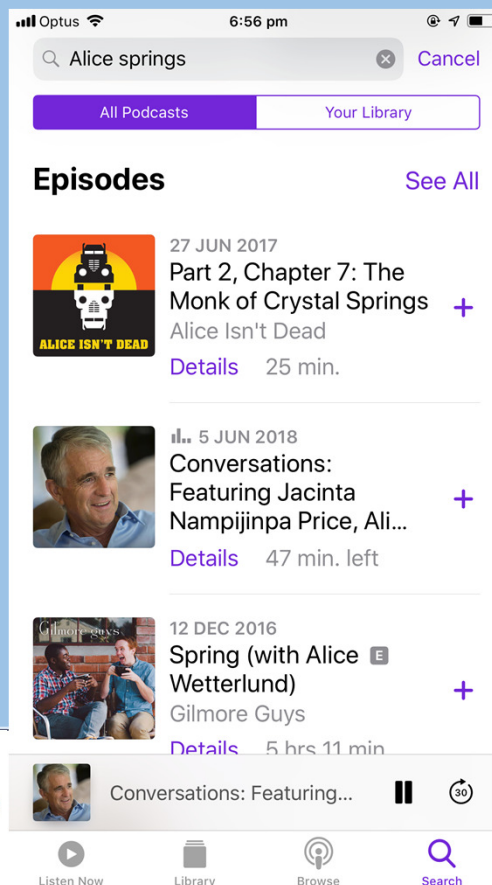 Optus 6:56 pm
Alice springs Cancel
All Podcasts Your Library
Episodes See All
27 JUN 2017
Part 2, Chapter 7: The
Monk of Crystal Springs
Alice Isn't Dead
Details 25 min.
ALICE ISN'T DEAD
5 JUN 2018
Conversations:
Featuring Jacinta
Nampijinpa Price, Ali...
Details 47 min. left
Gilmore guys
12 DEC 2016
Spring (with Alice E
Wetterlund)
Gilmore Guys
Details 5 hrs 11 min.
Conversations: Featuring... 30
Listen Now Library Browse Search